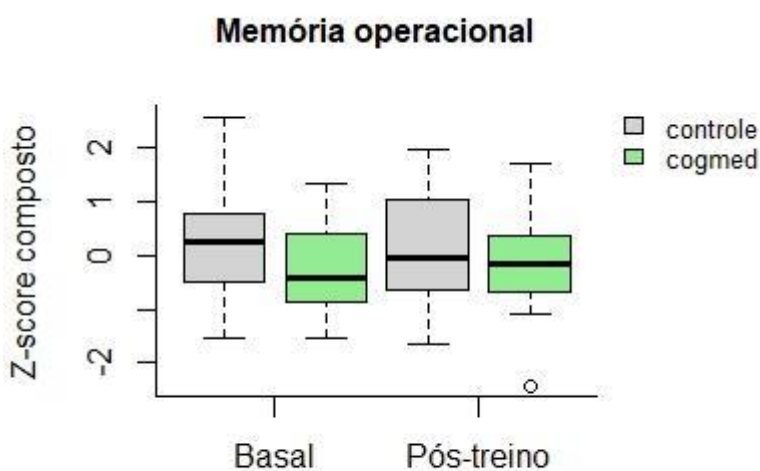 Memória operacional
Z-score composto
2
1
0
-2
controle
cogmed
Basal
Pós-treino